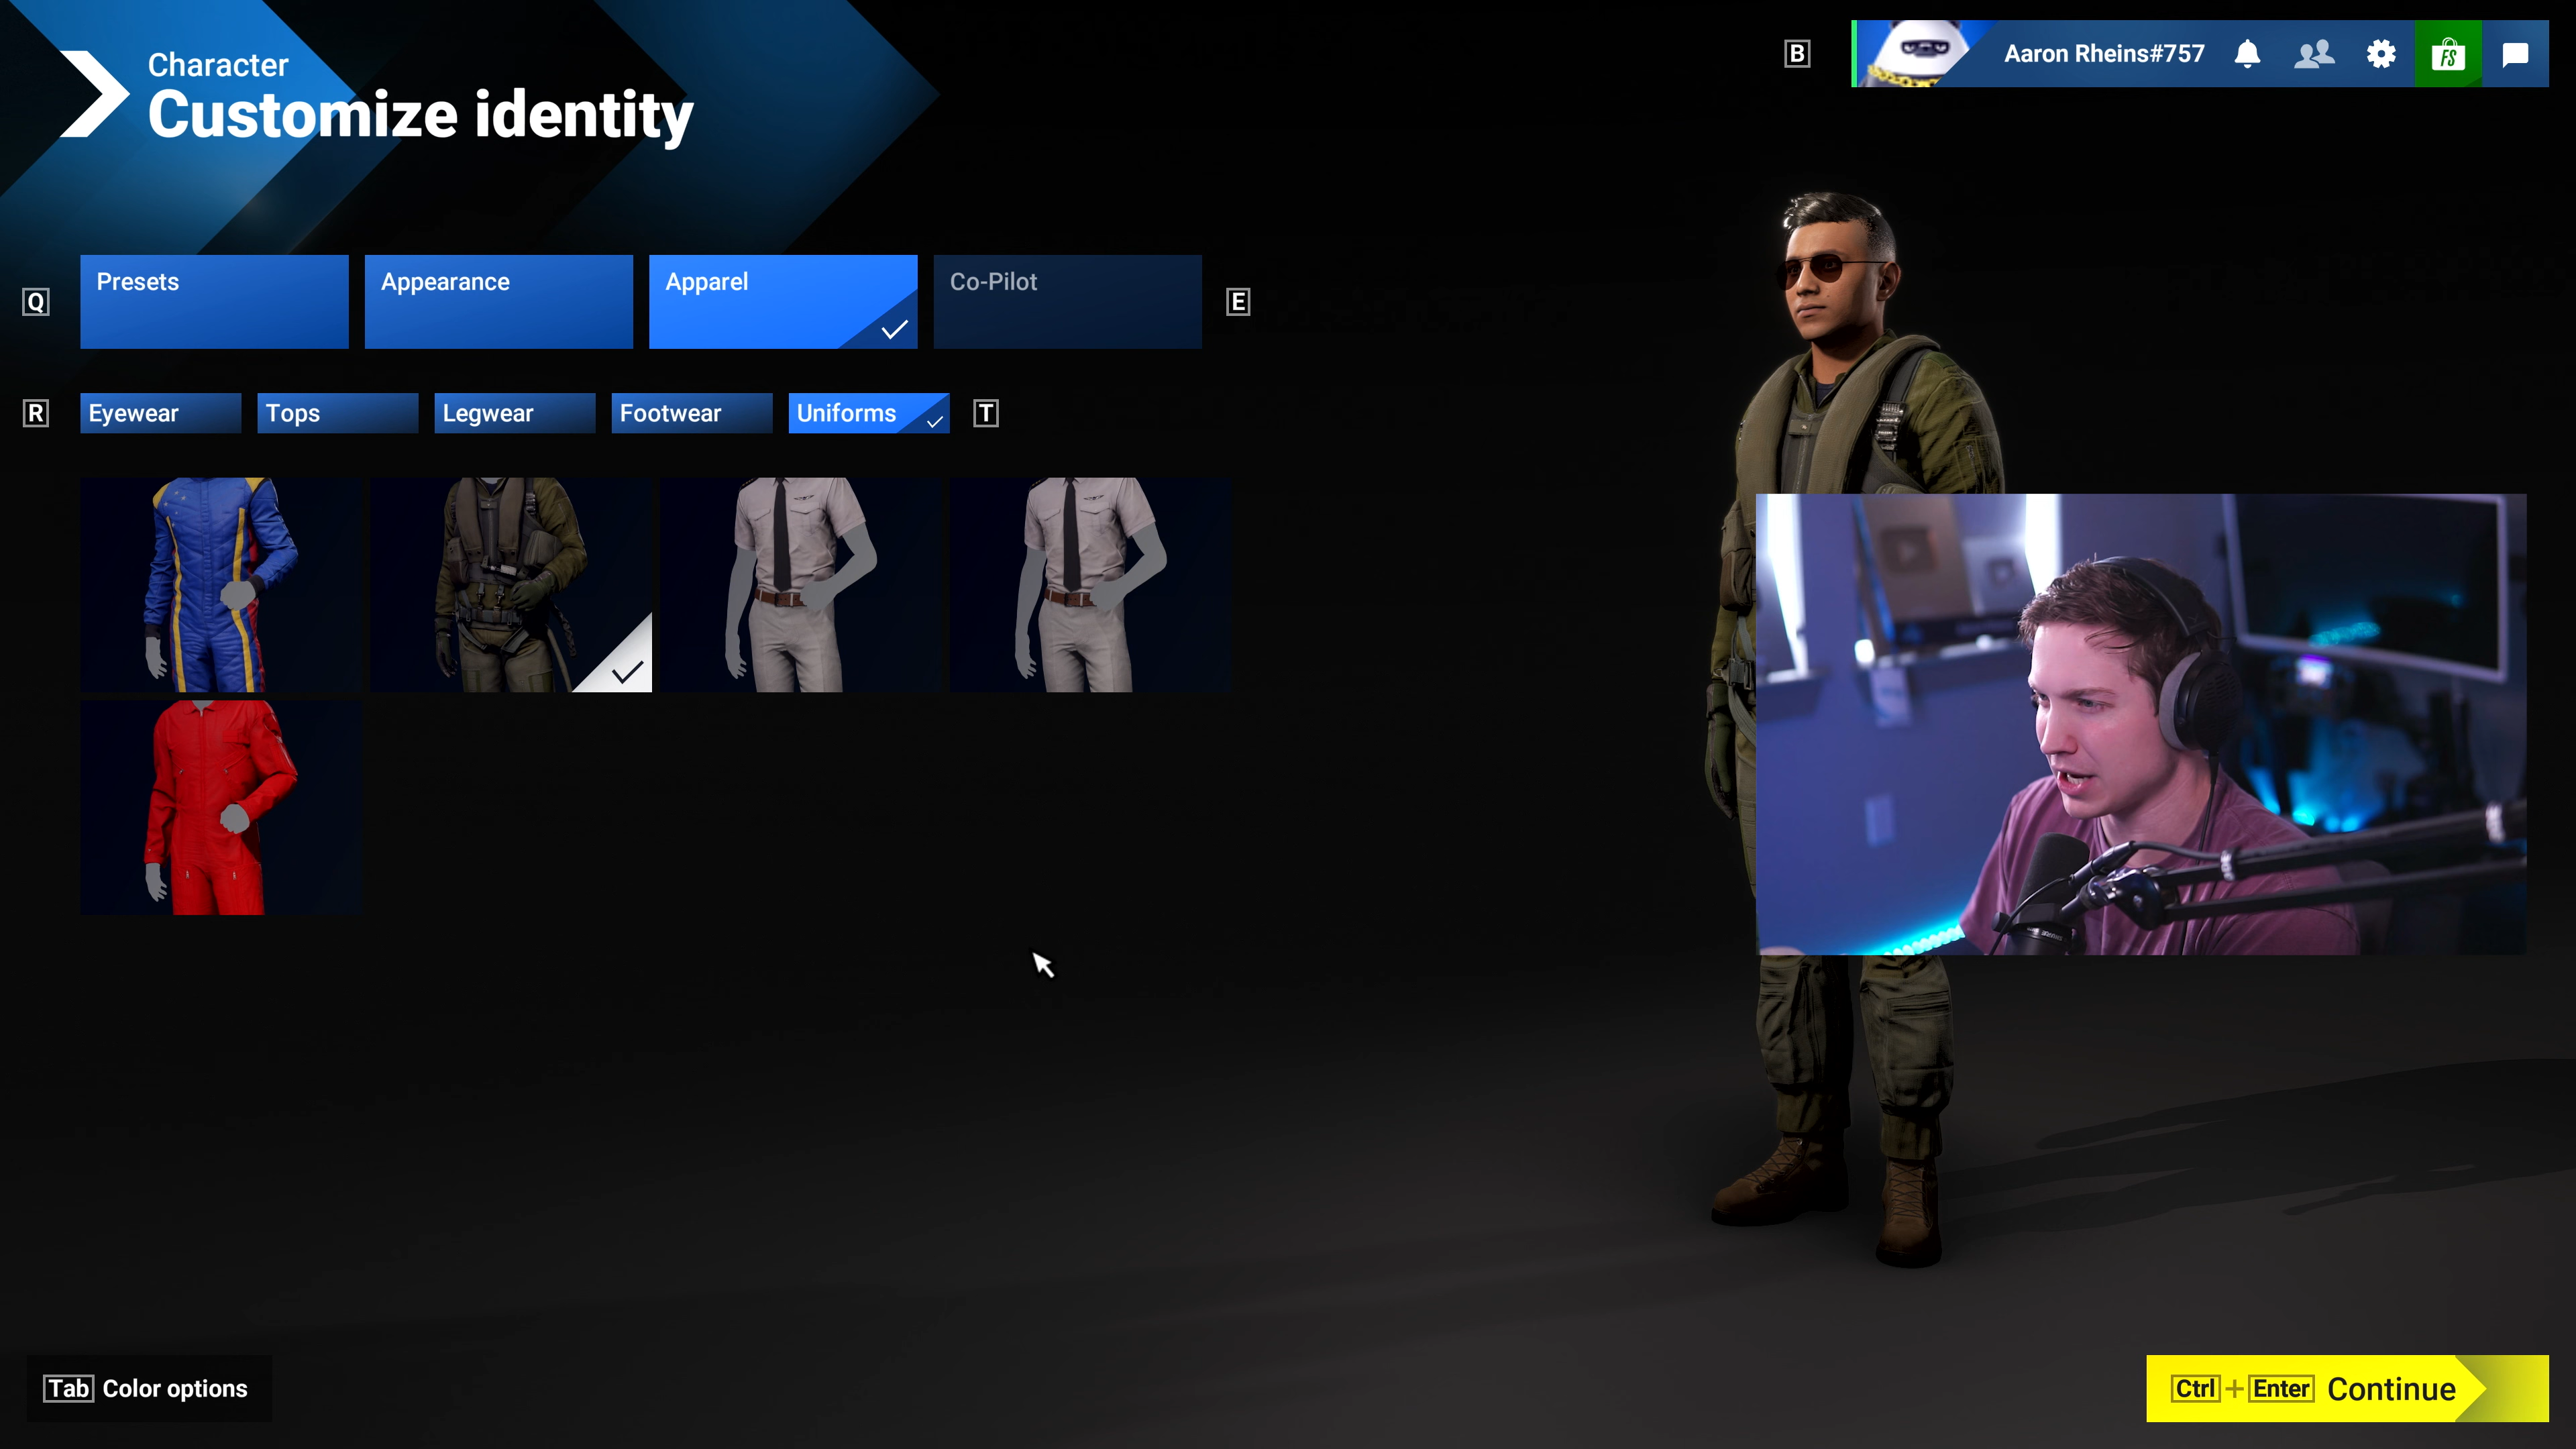 Character
Customize identity
B
Aaron Rheins#757
FS
Q
Presets
Appearance
Apparel
Co-Pilot
E
R
Eyewear
Tops
Legwear
Footwear
Uniforms
T
Tab Color options
Ctrl + Enter Continue